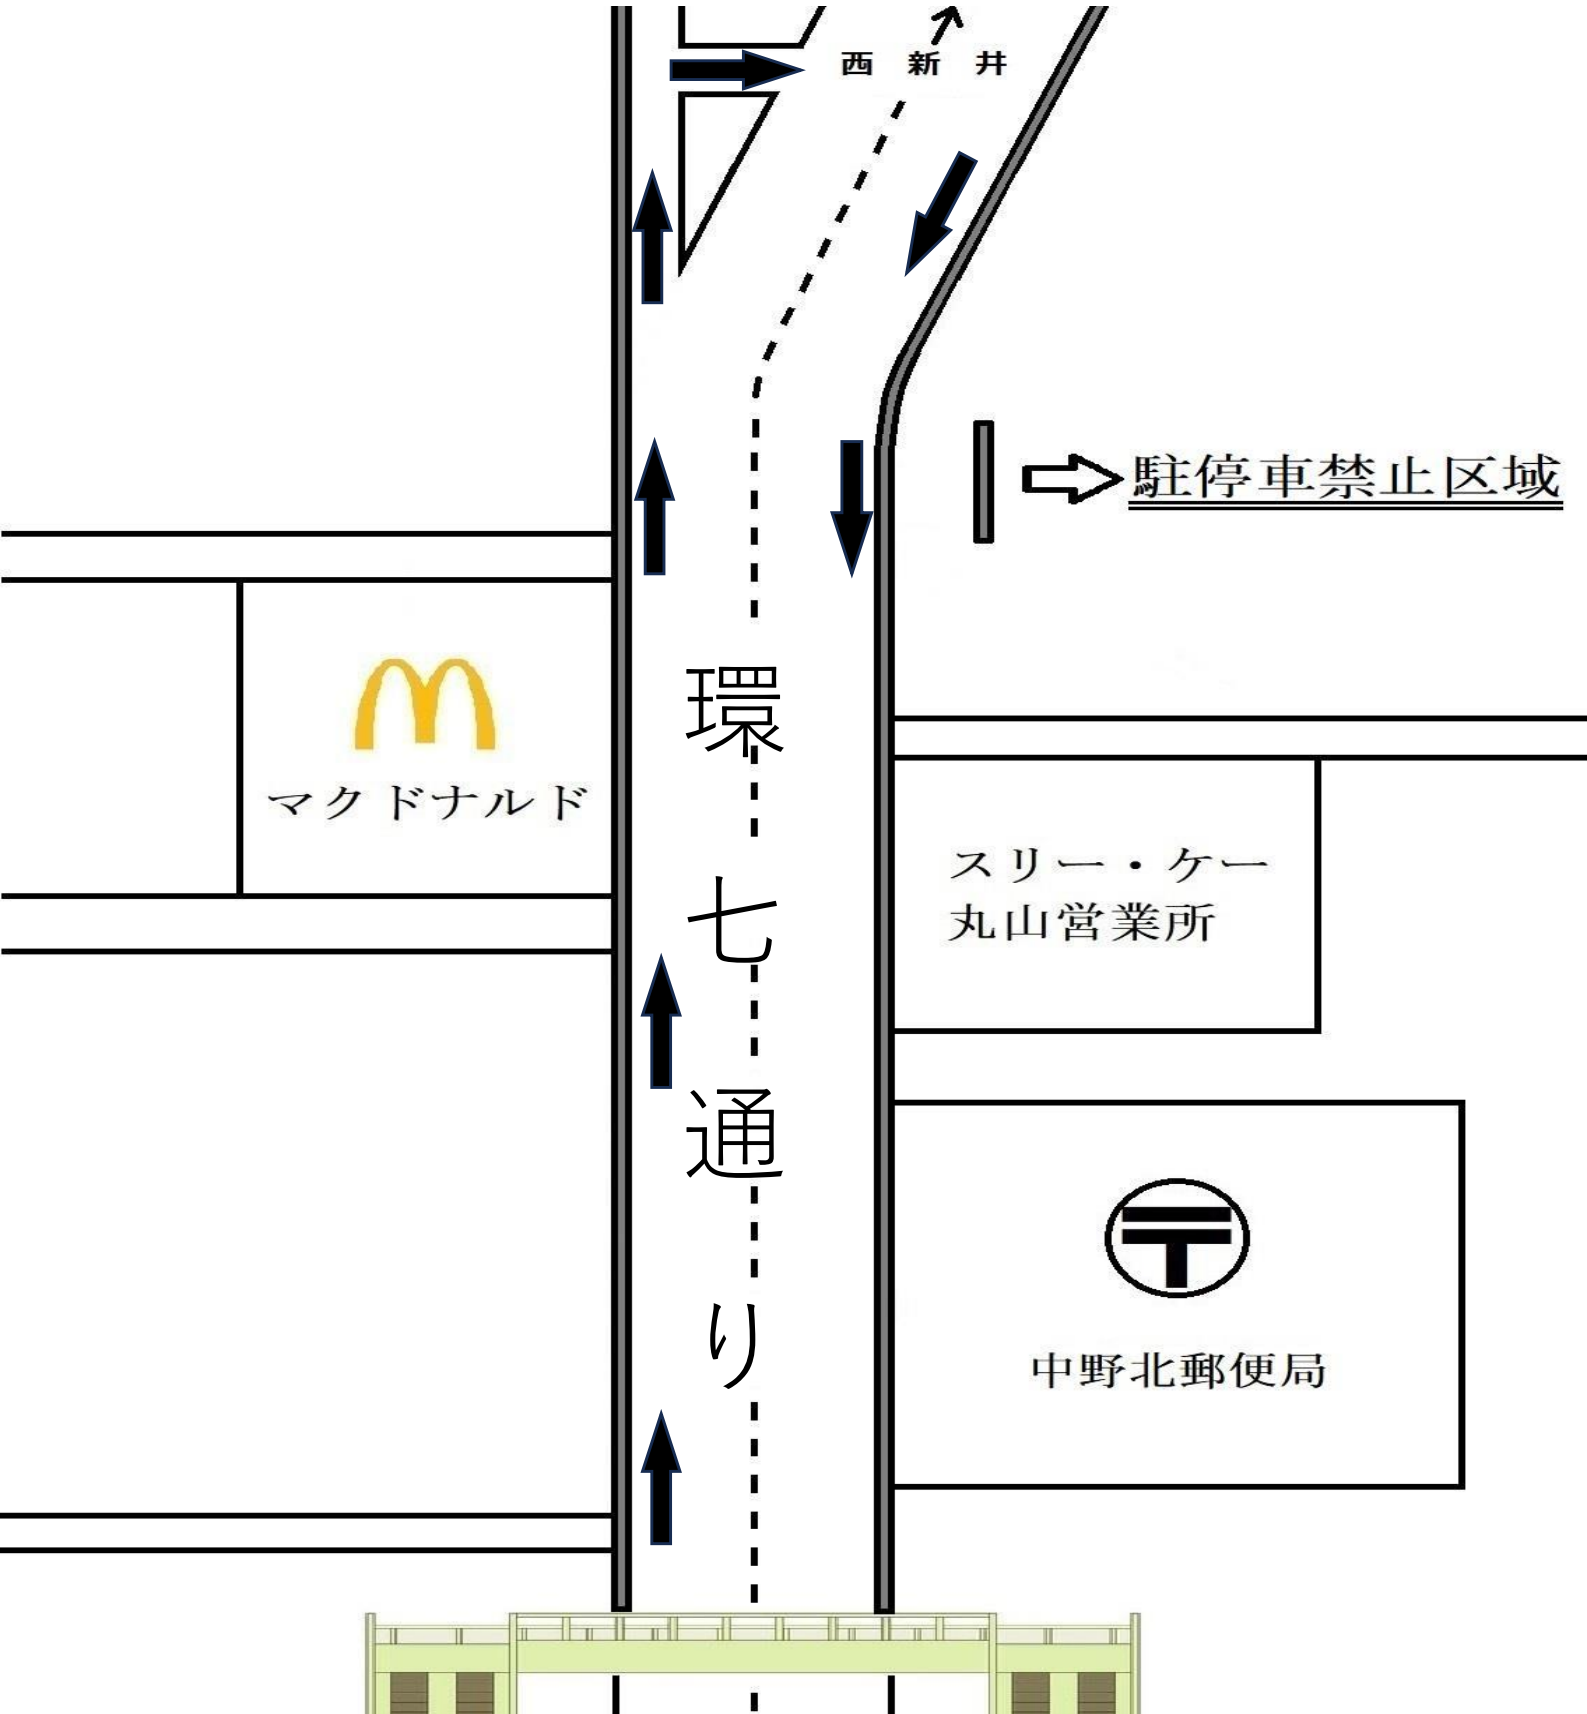 西新井
駐停車禁止区域
環七通り
マクドナルド
スリー・ケー
丸山営業所
〒
中野北郵便局